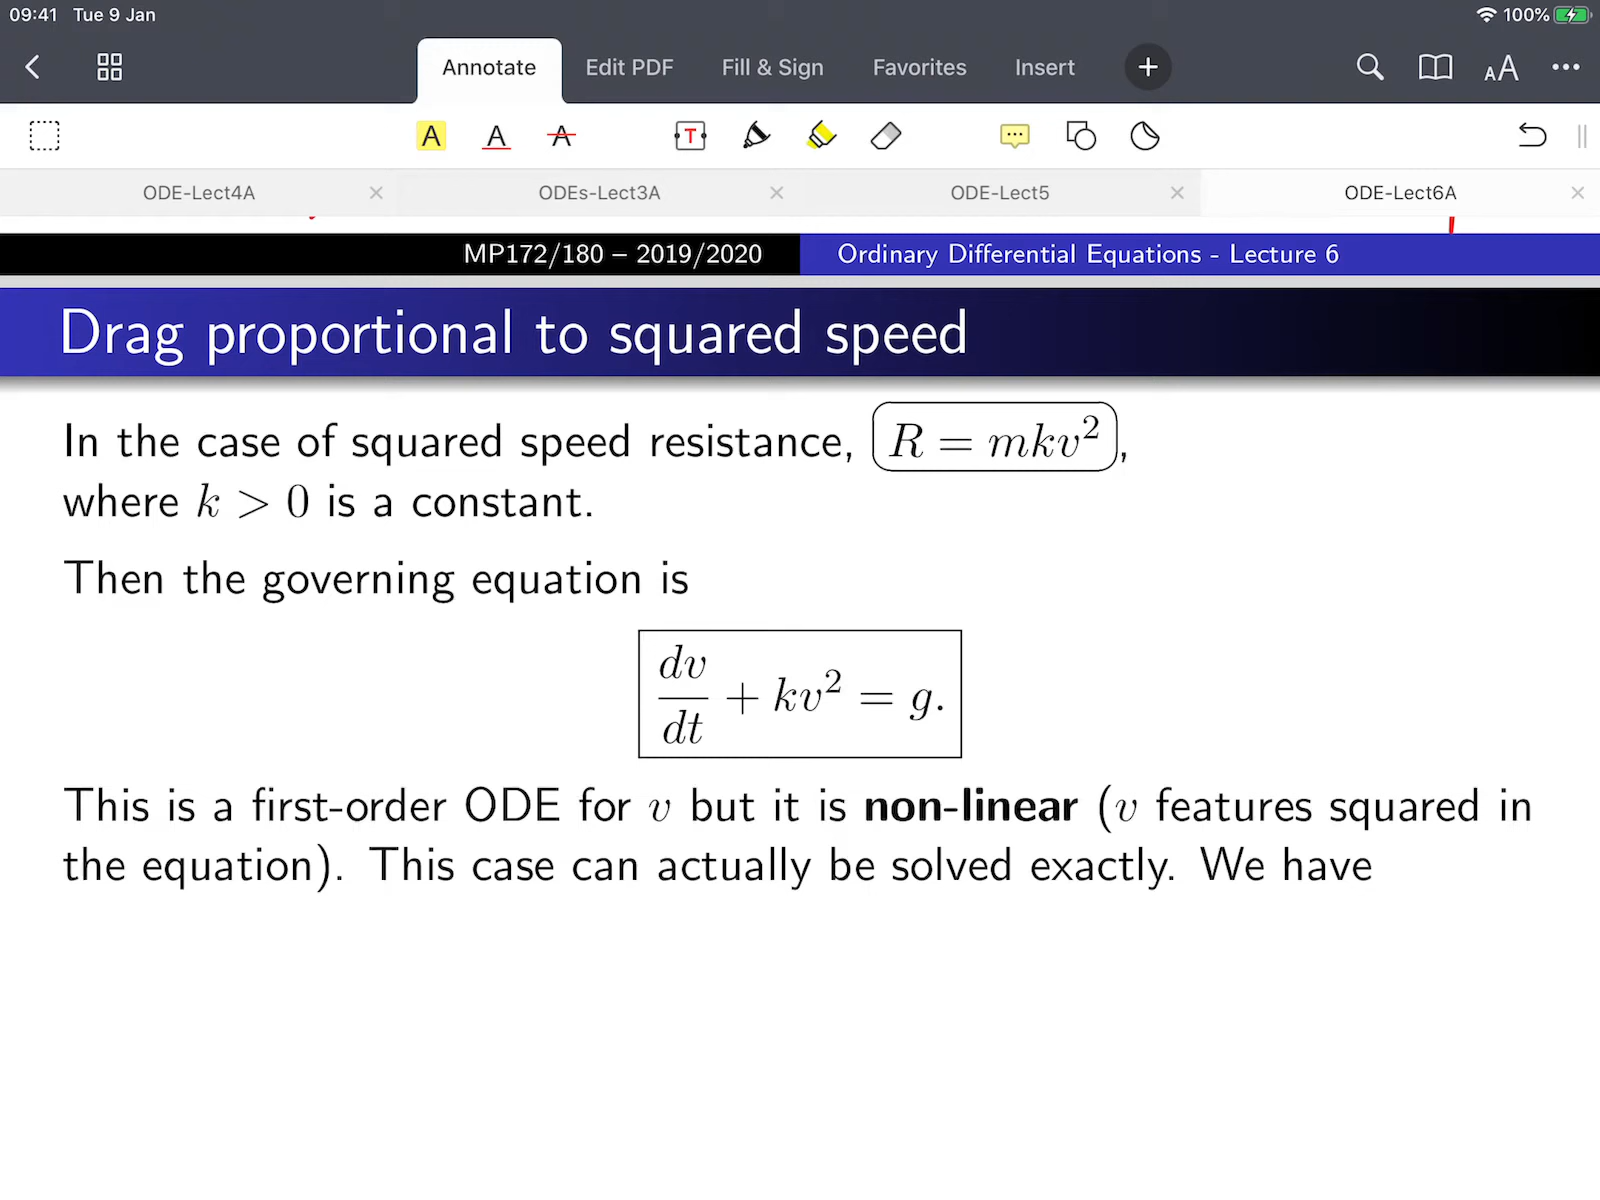 09:41 Tue 9 Jan 100%
Annotate Edit PDF Fill & Sign Favorites Insert
ODE-Lect4A ODEs-Lect3A ODE-Lect5 ODE-Lect6A
MP172/180 – 2019/2020 Ordinary Differential Equations - Lecture 6
Drag proportional to squared speed
In the case of squared speed resistance, R = mkv²,
where k > 0 is a constant.
Then the governing equation is
dv/dt + kv² = g.
This is a first-order ODE for v but it is non-linear (v features squared in
the equation). This case can actually be solved exactly. We have